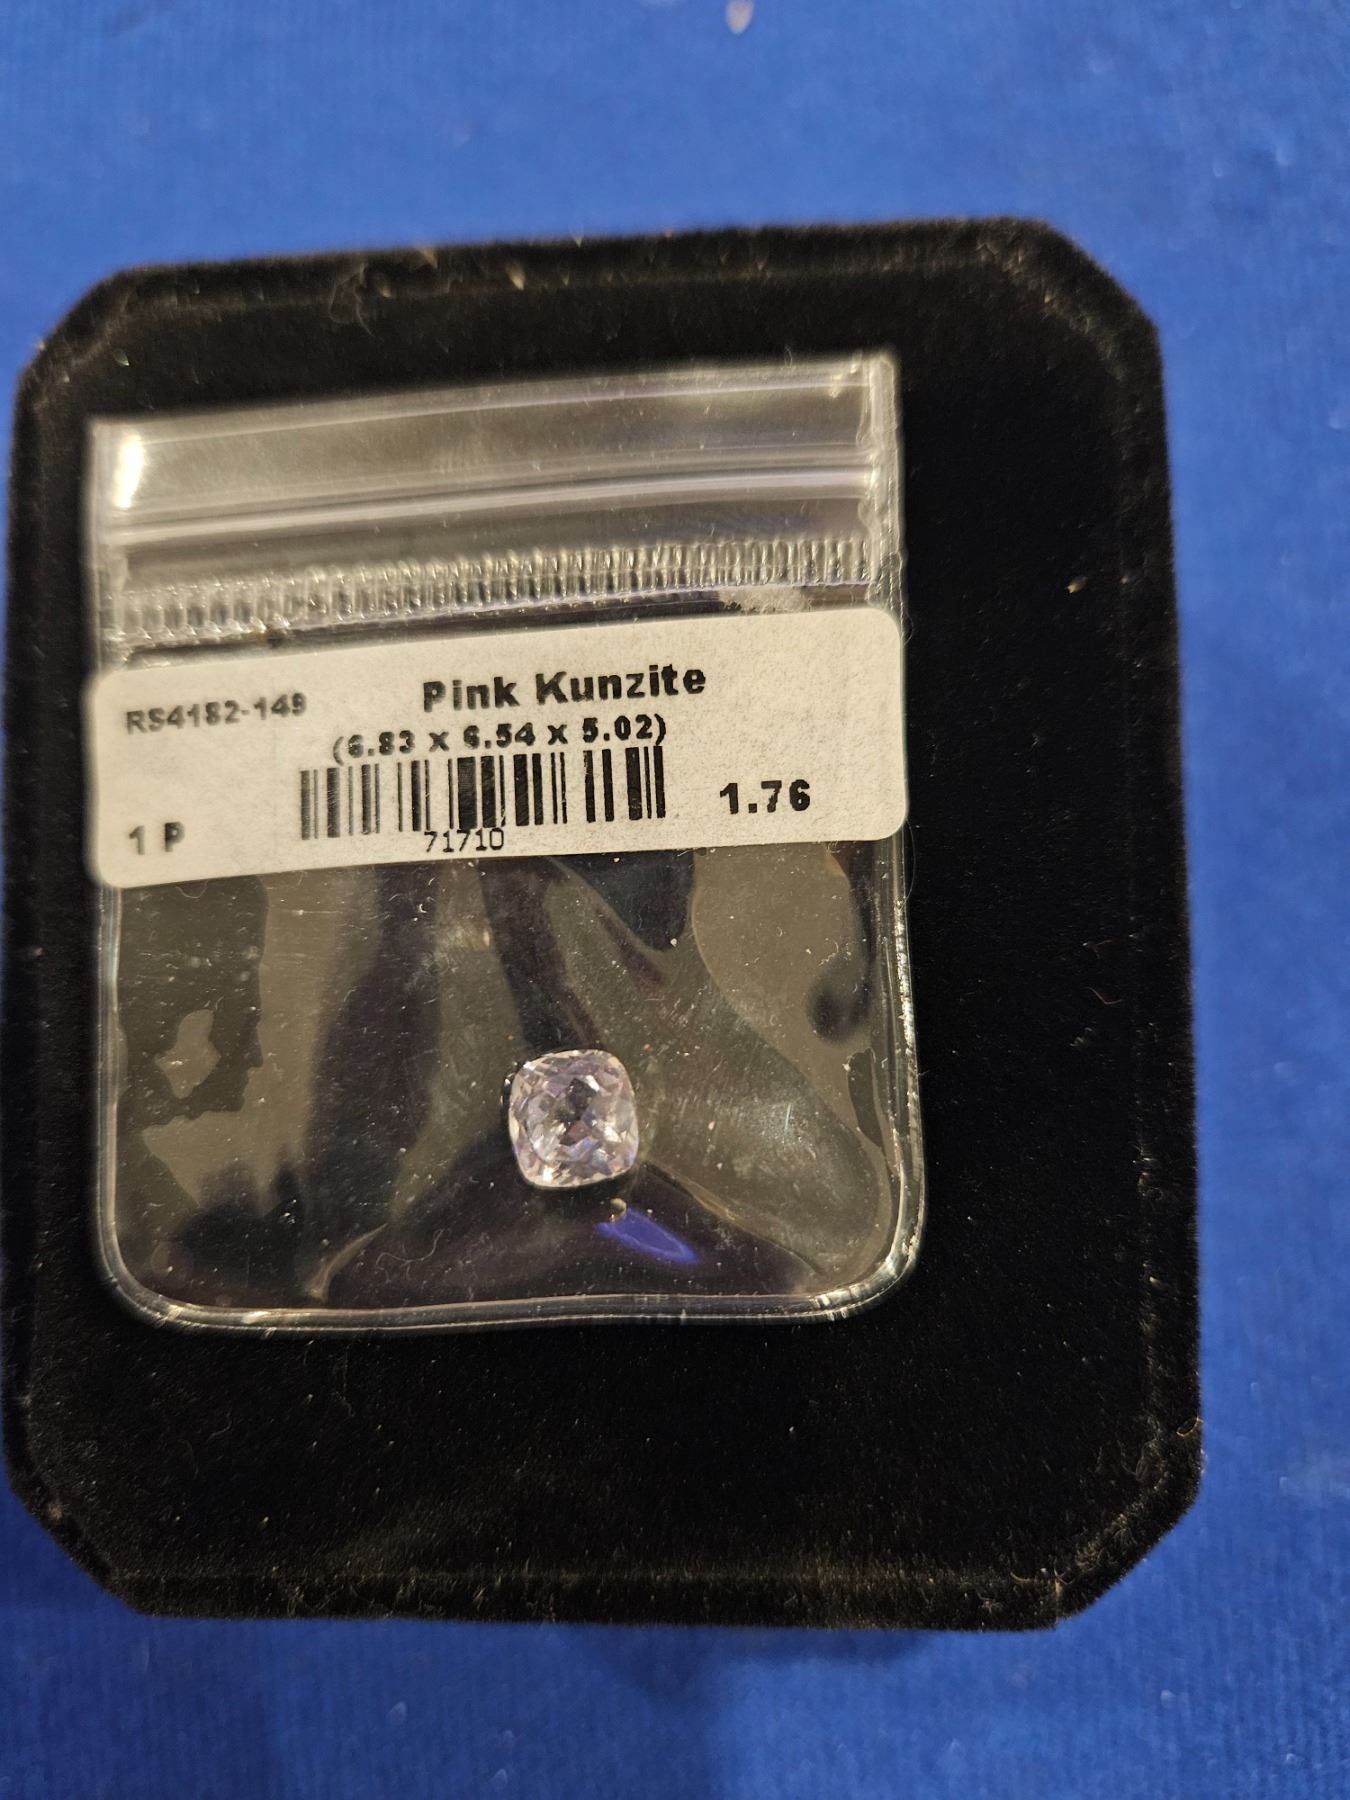 Pink Kunzite
RS4182-149
(6.83 x 6.54 x 5.02)
1 P
1.76
71710